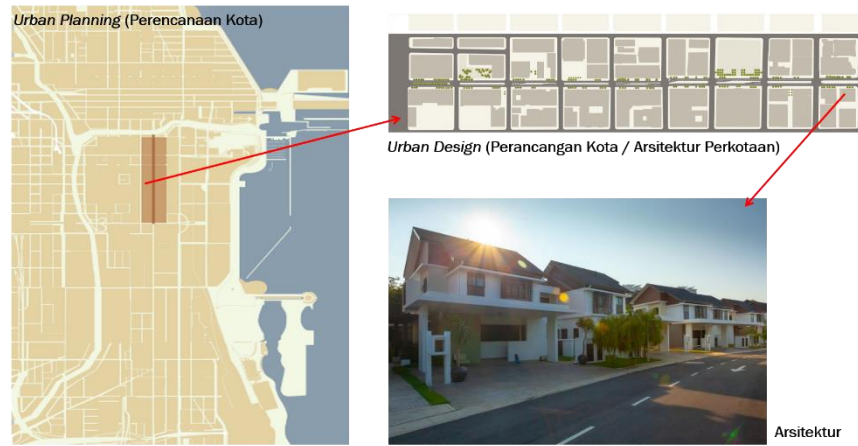 Urban Planning (Perencanaan Kota)
Urban Design (Perancangan Kota / Arsitektur Perkotaan)
Arsitektur